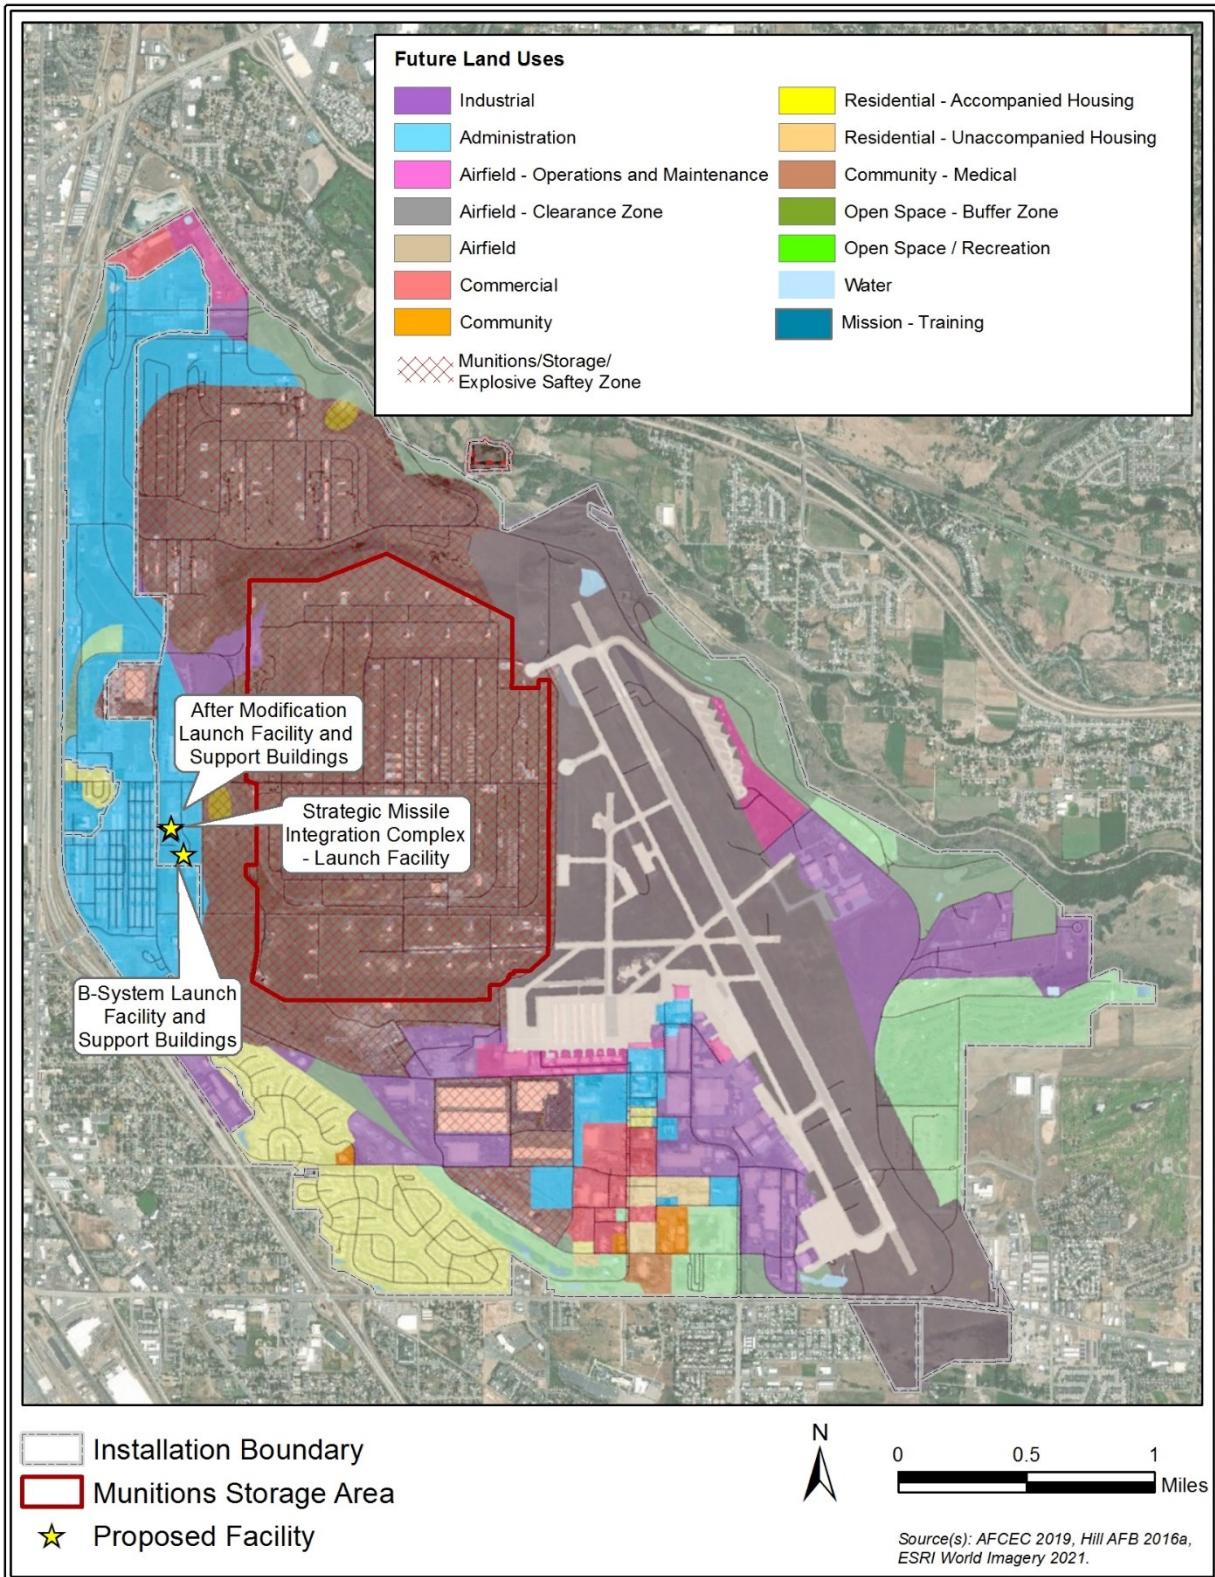 Future Land Uses
Industrial
Administration
Airfield - Operations and Maintenance
Airfield - Clearance Zone
Airfield
Commercial
Community
Munitions/Storage/
Explosive Saftey Zone
Residential - Accompanied Housing
Residential - Unaccompanied Housing
Community - Medical
Open Space - Buffer Zone
Open Space / Recreation
Water
Mission - Training
After Modification
Launch Facility and
Support Buildings
Strategic Missile
Integration Complex
- Launch Facility
B-System Launch
Facility and
Support Buildings
Installation Boundary
Munitions Storage Area
Proposed Facility
N
0 0.5 1
Miles
Source(s): AFCEC 2019, Hill AFB 2016a,
ESRI World Imagery 2021.